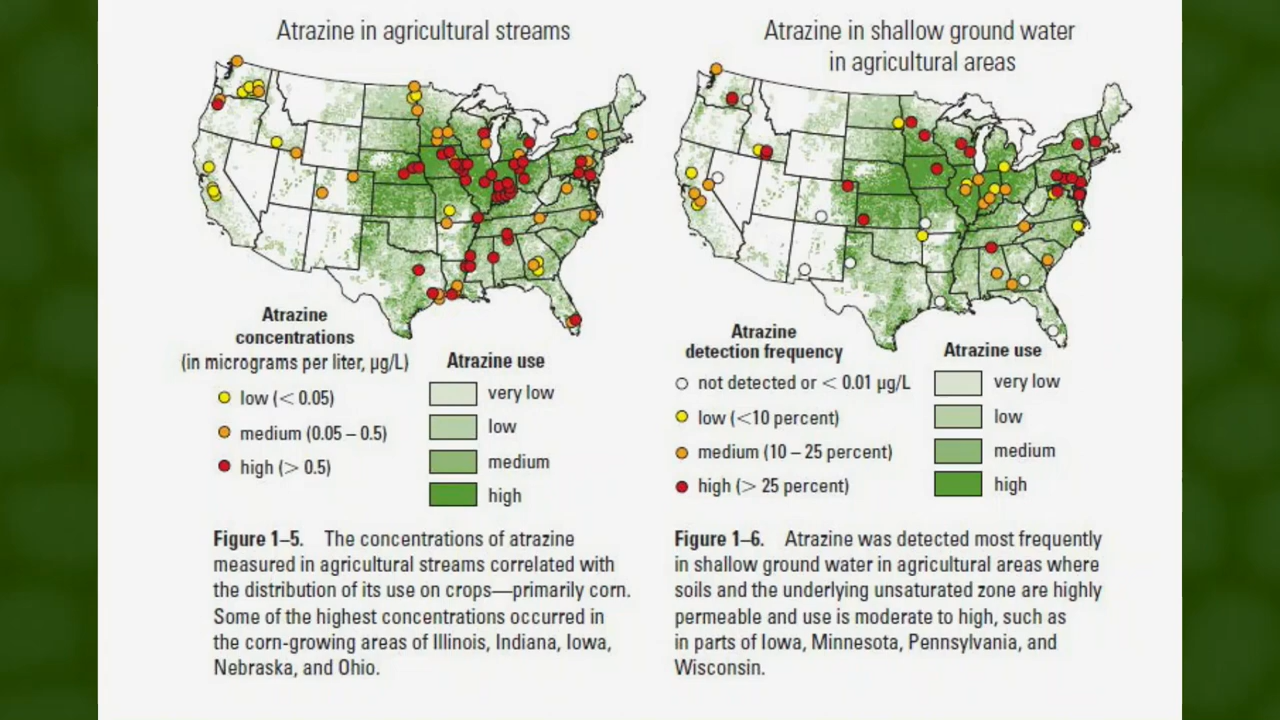 Atrazine in agricultural streams
Atrazine
concentrations
(in micrograms per liter, µg/L)
low (< 0.05)
medium (0.05 – 0.5)
high (> 0.5)
Atrazine use
very low
low
medium
high
Figure 1–5. The concentrations of atrazine
measured in agricultural streams correlated with
the distribution of its use on crops—primarily corn.
Some of the highest concentrations occurred in
the corn-growing areas of Illinois, Indiana, Iowa,
Nebraska, and Ohio.
Atrazine in shallow ground water
in agricultural areas
Atrazine
detection frequency
not detected or < 0.01 µg/L
low (<10 percent)
medium (10 – 25 percent)
high (> 25 percent)
Atrazine use
very low
low
medium
high
Figure 1–6. Atrazine was detected most frequently
in shallow ground water in agricultural areas where
soils and the underlying unsaturated zone are highly
permeable and use is moderate to high, such as
in parts of Iowa, Minnesota, Pennsylvania, and
Wisconsin.